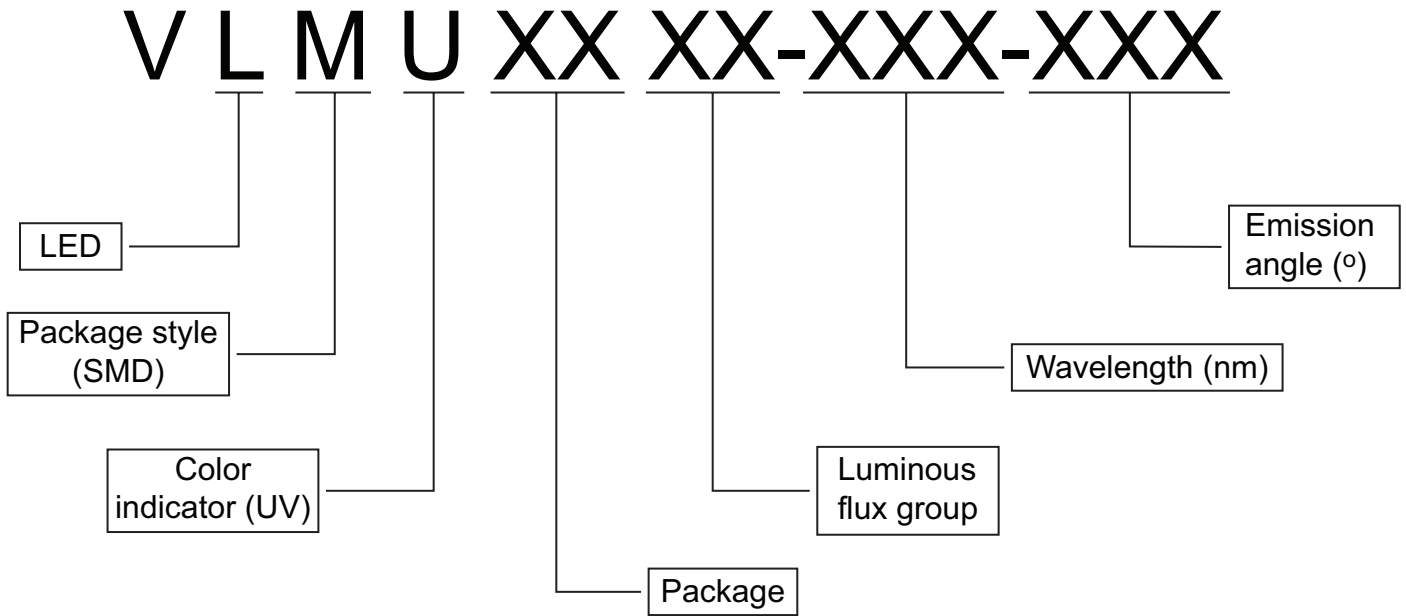 V L M U XX XX-XXX-XXX
LED
Emission
angle (º)
Package style
(SMD)
Wavelength (nm)
Color
indicator (UV)
Luminous
flux group
Package